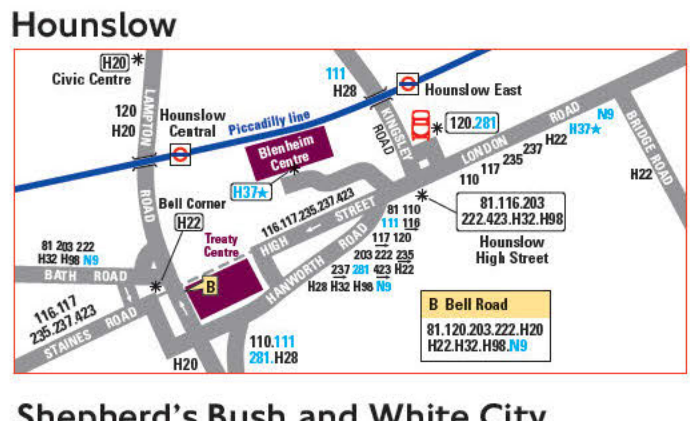 Hounslow
H20
Civic Centre
LAMPTON
ROAD
120
H20
Hounslow
Central
Piccadilly line
111
H28
Hounslow East
KINGSLEY
ROAD
120.281
Blenheim
Centre
H37★
LONDON ROAD
110 117 235 237 H22 H37★ N9
BRIDGE ROAD
H22
Bell Corner
H22
116.117.235.237.423
HIGH STREET
81.116.203
222.423.H32.H98
Hounslow
High Street
Treaty
Centre
B
HANWORTH ROAD
81 110
111 116
117 120
203 222 235
237 281 423 H22
H28 H32 H98 N9
81 203 222
H32 H98 N9
BATH ROAD
116.117
235.237.423
STAINES ROAD
H20
110.111
281.H28
B Bell Road
81.120.203.222.H20
H22.H32.H98.N9
Shepherd's Bush and White City